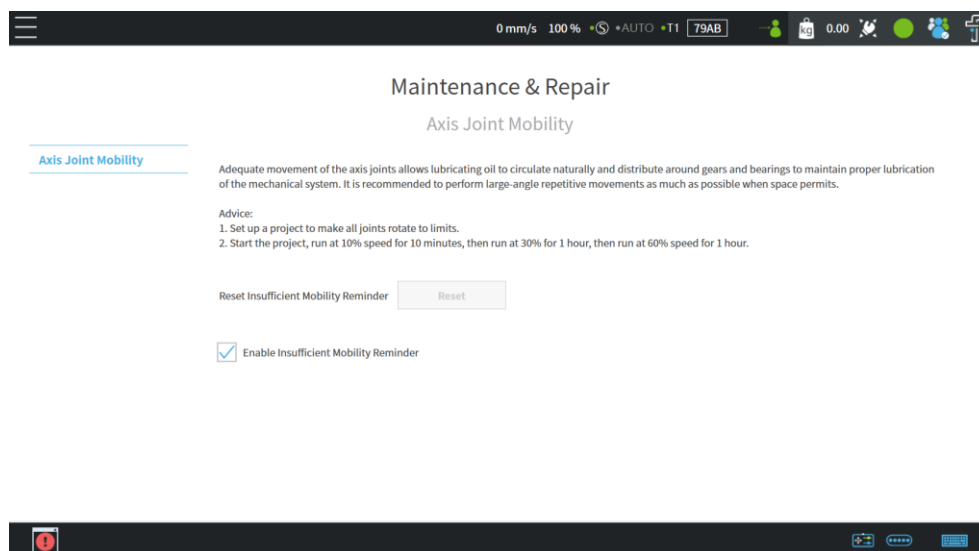 0 mm/s 100 % •Ⓢ •AUTO •T1 79AB kg 0.00
Maintenance & Repair
Axis Joint Mobility
Axis Joint Mobility
Adequate movement of the axis joints allows lubricating oil to circulate naturally and distribute around gears and bearings to maintain proper lubrication
of the mechanical system. It is recommended to perform large-angle repetitive movements as much as possible when space permits.
Advice:
1. Set up a project to make all joints rotate to limits.
2. Start the project, run at 10% speed for 10 minutes, then run at 30% for 1 hour, then run at 60% speed for 1 hour.
Reset Insufficient Mobility Reminder Reset
Enable Insufficient Mobility Reminder